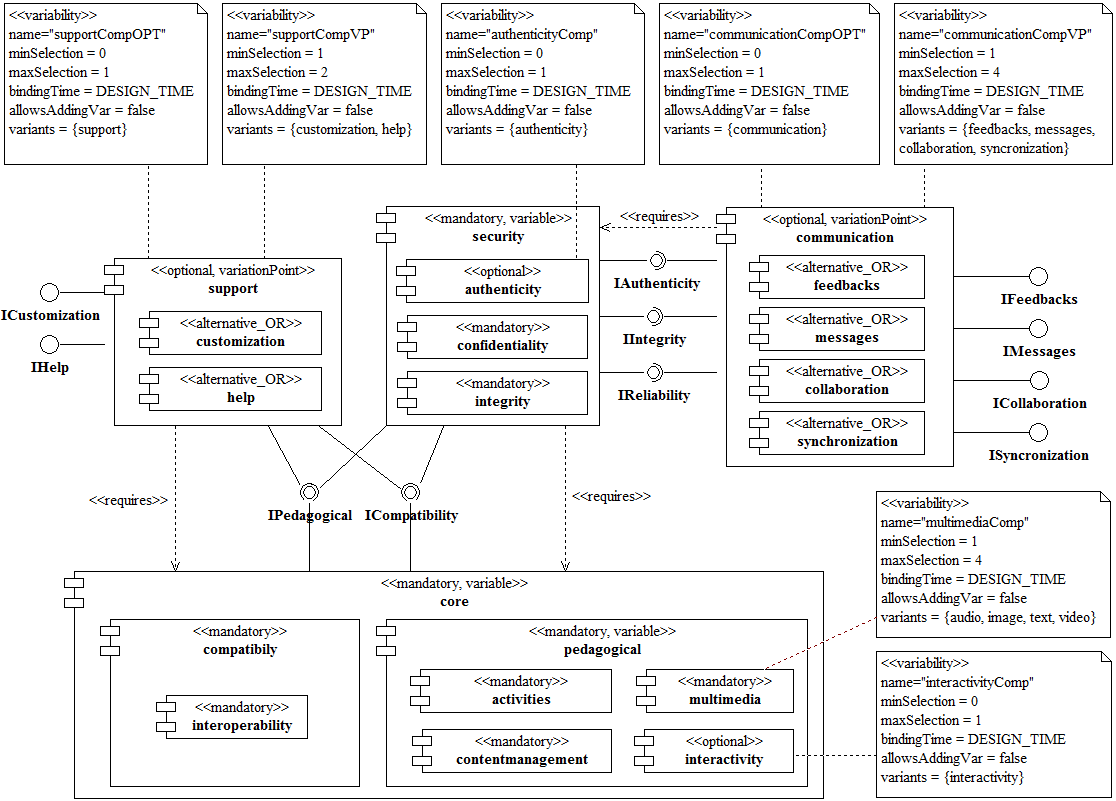 <<variability>>
name="supportCompOPT"
minSelection = 0
maxSelection = 1
bindingTime = DESIGN_TIME
allowsAddingVar = false
variants = {support}
<<variability>>
name="supportCompVP"
minSelection = 1
maxSelection = 2
bindingTime = DESIGN_TIME
allowsAddingVar = false
variants = {customization, help}
<<variability>>
name="authenticityComp"
minSelection = 0
maxSelection = 1
bindingTime = DESIGN_TIME
allowsAddingVar = false
variants = {authenticity}
<<variability>>
name="communicationCompOPT"
minSelection = 0
maxSelection = 1
bindingTime = DESIGN_TIME
allowsAddingVar = false
variants = {communication}
<<variability>>
name="communicationCompVP"
minSelection = 1
maxSelection = 4
bindingTime = DESIGN_TIME
allowsAddingVar = false
variants = {feedbacks, messages,
collaboration, syncronization}
ICustomization
IHelp
<<optional, variationPoint>>
support
<<alternative_OR>>
customization
<<alternative_OR>>
help
<<mandatory, variable>>
security
<<optional>>
authenticity
<<mandatory>>
confidentiality
<<mandatory>>
integrity
<<requires>>
IAuthenticity
IIntegrity
IReliability
<<optional, variationPoint>>
communication
<<alternative_OR>>
feedbacks
<<alternative_OR>>
messages
<<alternative_OR>>
collaboration
<<alternative_OR>>
synchronization
IFeedbacks
IMessages
ICollaboration
ISyncronization
<<requires>>
IPedagogical
ICompatibility
<<requires>>
<<mandatory, variable>>
core
<<mandatory>>
compatibily
<<mandatory>>
interoperability
<<mandatory, variable>>
pedagogical
<<mandatory>>
activities
<<mandatory>>
multimedia
<<mandatory>>
contentmanagement
<<optional>>
interactivity
<<variability>>
name="multimediaComp"
minSelection = 1
maxSelection = 4
bindingTime = DESIGN_TIME
allowsAddingVar = false
variants = {audio, image, text, video}
<<variability>>
name="interactivityComp"
minSelection = 0
maxSelection = 1
bindingTime = DESIGN_TIME
allowsAddingVar = false
variants = {interactivity}